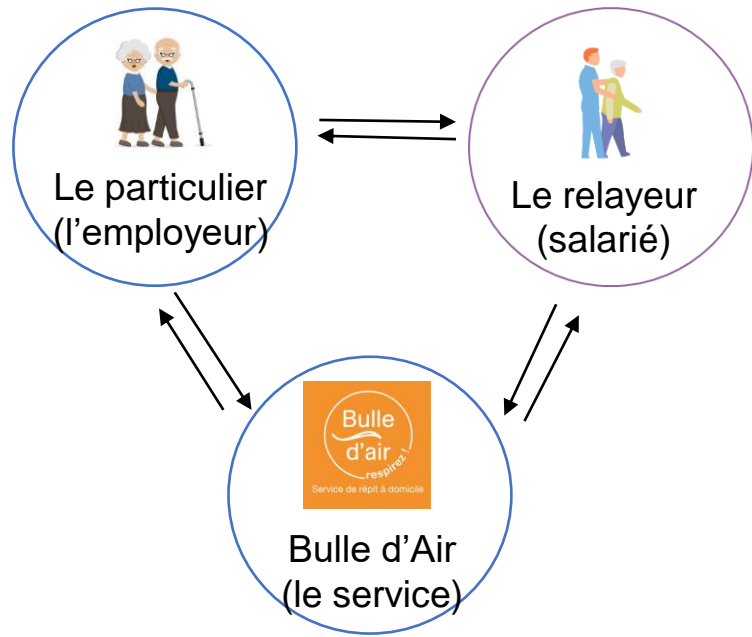 Le particulier
(l'employeur)
Le relayeur
(salarié)
Bulle
d'air
respirez !
Service de répit à domicile
Bulle d'Air
(le service)